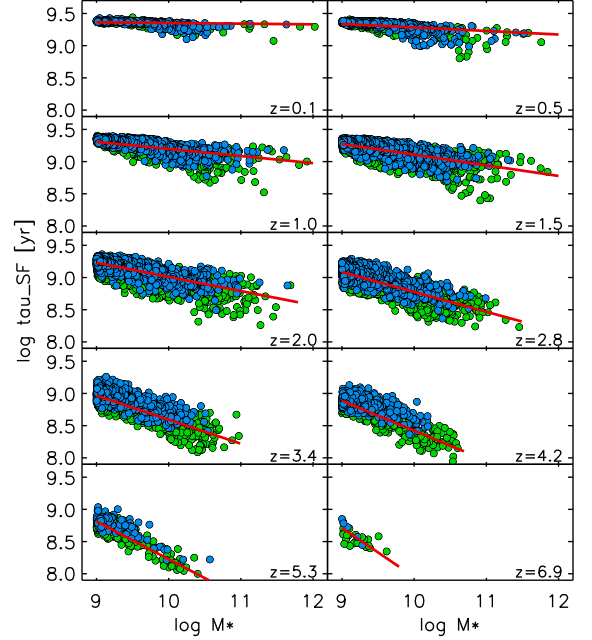 9.5
9.0
8.5
8.0
z=0.1
z=0.5
9.5
9.0
8.5
8.0
z=1.0
z=1.5
log tau_SF [yr]
9.5
9.0
8.5
8.0
z=2.0
z=2.8
9.5
9.0
8.5
8.0
z=3.4
z=4.2
9.5
9.0
8.5
8.0
z=5.3
z=6.9
9 10 11 12 9 10 11 12
log M* log M*